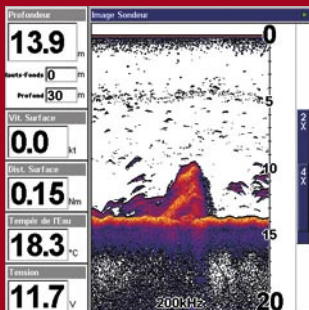 Profondeur
13.9 m
Hauts-Fonds 0 m
Profond 30 m
Vit. Surface
0.0 kt
Dist. Surface
0.15 Nm
Tempér de l'Eau
18.3 °C
Tension
11.7 V
Image Sondeur
0
5
10
15
200kHz 20
2X
4X